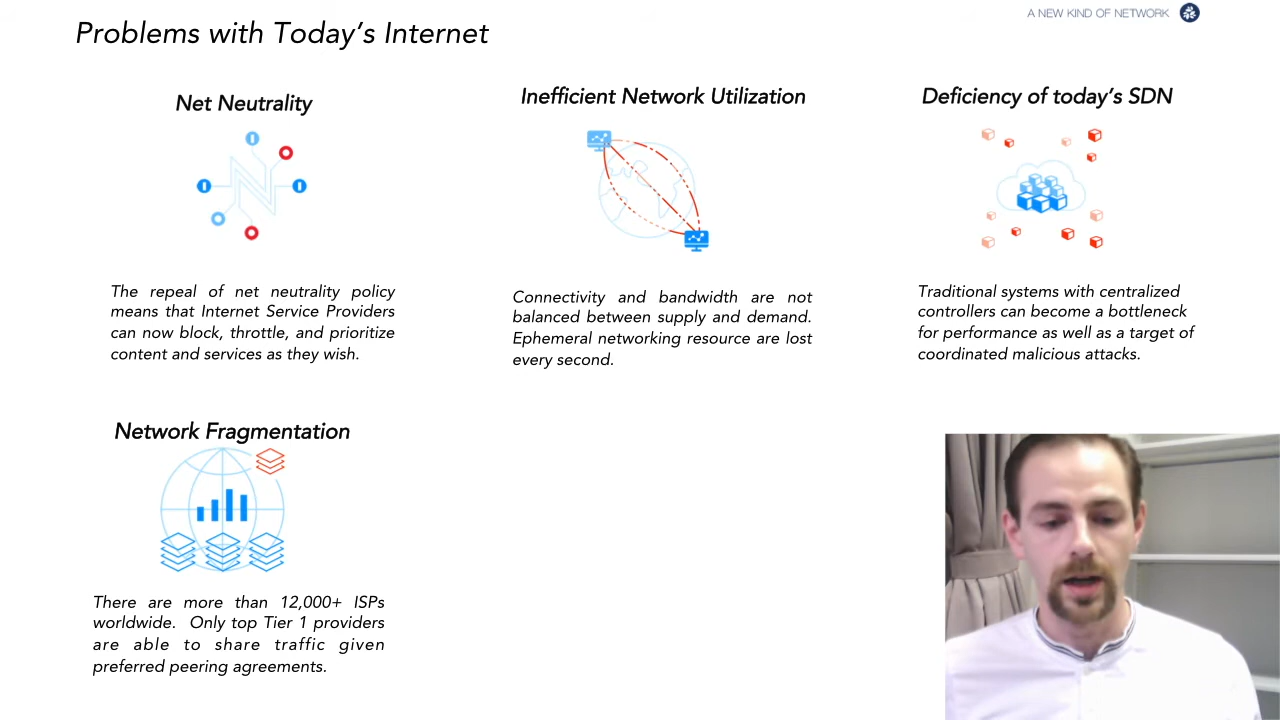 A NEW KIND OF NETWORK
Problems with Today's Internet
Net Neutrality
The repeal of net neutrality policy
means that Internet Service Providers
can now block, throttle, and prioritize
content and services as they wish.
Inefficient Network Utilization
Connectivity and bandwidth are not
balanced between supply and demand.
Ephemeral networking resource are lost
every second.
Deficiency of today's SDN
Traditional systems with centralized
controllers can become a bottleneck
for performance as well as a target of
coordinated malicious attacks.
Network Fragmentation
There are more than 12,000+ ISPs
worldwide. Only top Tier 1 providers
are able to share traffic given
preferred peering agreements.